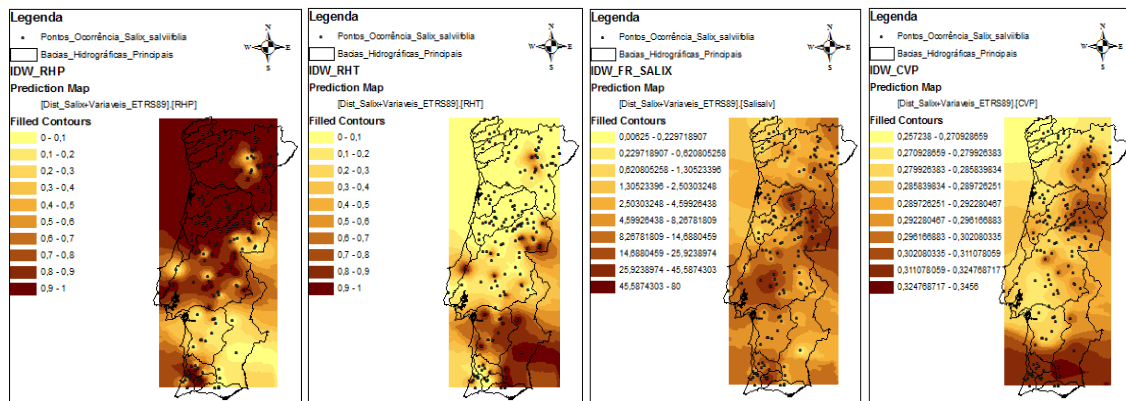 Legenda
Pontos_Ocorrência_Salix_salviifolia
Bacias_Hidrográficas_Principais
IDW_RHP
Prediction Map
[Dist_Salix+Variaveis_ETRS89].[RHP]
Filled Contours
0 - 0,1
0,1 - 0,2
0,2 - 0,3
0,3 - 0,4
0,4 - 0,5
0,5 - 0,6
0,6 - 0,7
0,7 - 0,8
0,8 - 0,9
0,9 - 1
N
W E
S
Legenda
Pontos_Ocorrência_Salix_salviifolia
Bacias_Hidrográficas_Principais
IDW_RHT
Prediction Map
[Dist_Salix+Variaveis_ETRS89].[RHT]
Filled Contours
0 - 0,1
0,1 - 0,2
0,2 - 0,3
0,3 - 0,4
0,4 - 0,5
0,5 - 0,6
0,6 - 0,7
0,7 - 0,8
0,8 - 0,9
0,9 - 1
N
W E
S
Legenda
Pontos_Ocorrência_Salix_salviifolia
Bacias_Hidrográficas_Principais
IDW_FR_SALIX
Prediction Map
[Dist_Salix+Variaveis_ETRS89].[Salisalv]
Filled Contours
0,00625 - 0,229718907
0,229718907 - 0,620805258
0,620805258 - 1,30523396
1,30523396 - 2,50303248
2,50303248 - 4,59926438
4,59926438 - 8,26781809
8,26781809 - 14,6880459
14,6880459 - 25,9238974
25,9238974 - 45,5874303
45,5874303 - 80
N
W E
S
Legenda
Pontos_Ocorrência_Salix_salviifolia
Bacias_Hidrográficas_Principais
IDW_CVP
Prediction Map
[Dist_Salix+Variaveis_ETRS89].[CVP]
Filled Contours
0,257238 - 0,270928659
0,270928659 - 0,279926383
0,279926383 - 0,285839834
0,285839834 - 0,289726251
0,289726251 - 0,292280467
0,292280467 - 0,296166883
0,296166883 - 0,302080335
0,302080335 - 0,311078059
0,311078059 - 0,324768717
0,324768717 - 0,3456
N
W E
S